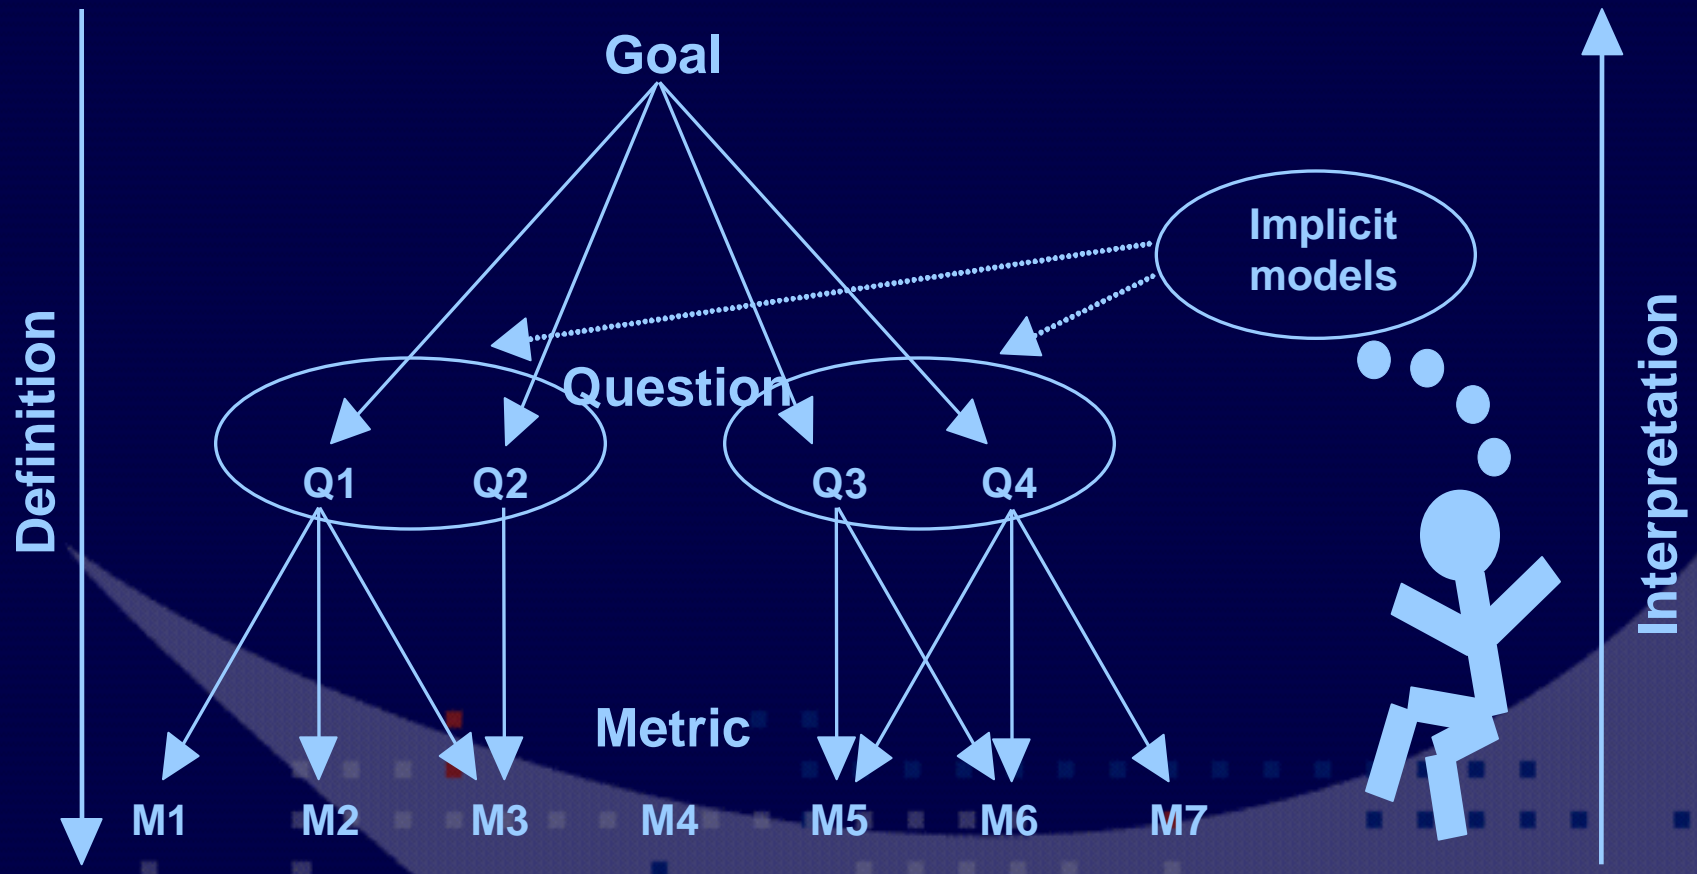 Goal
Implicit
models
Definition
Question
Interpretation
Q1 Q2 Q3 Q4
Metric
M1 M2 M3 M4 M5 M6 M7